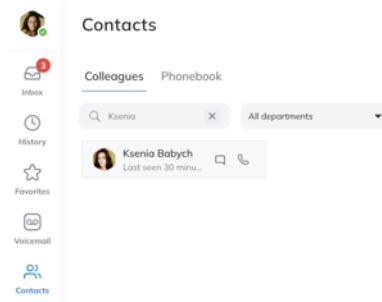 Contacts
3
Inbox
Colleagues Phonebook
Ksenia All departments
History
Ksenia Babych
Last seen 30 minu...
Favorites
Voicemail
Contacts